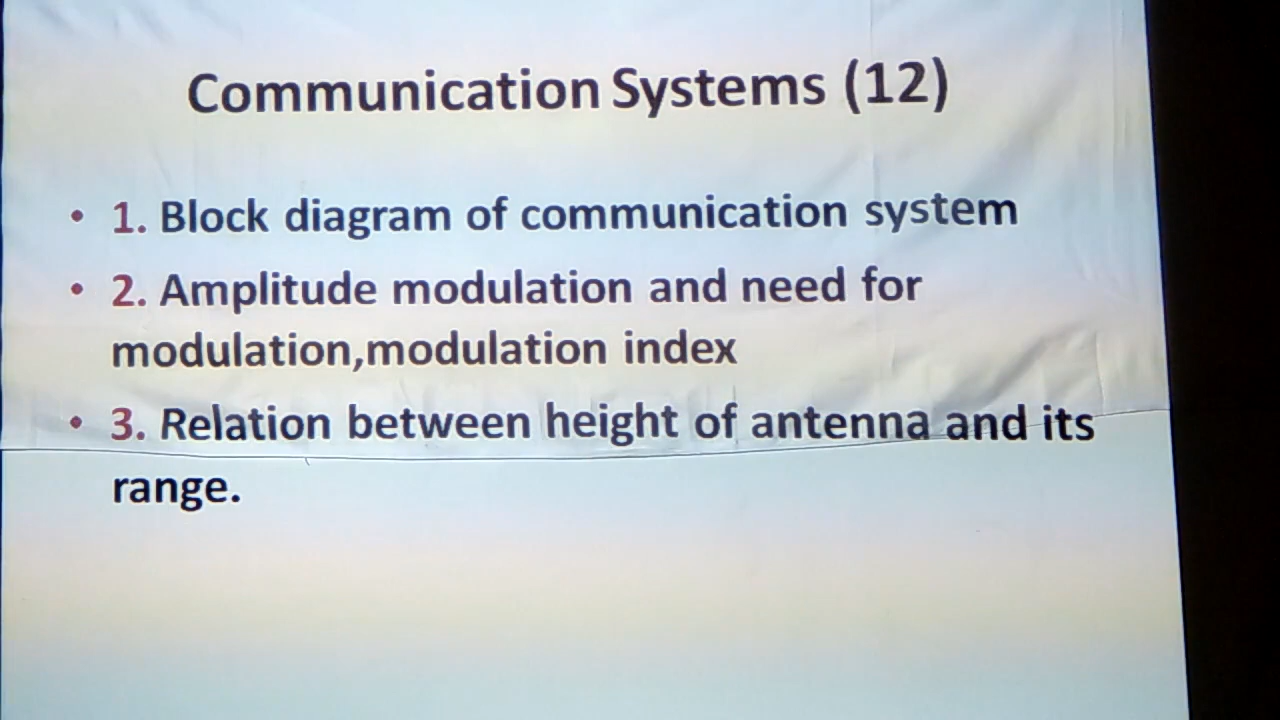 Communication Systems (12)
• 1. Block diagram of communication system
• 2. Amplitude modulation and need for
modulation,modulation index
• 3. Relation between height of antenna and its
range.